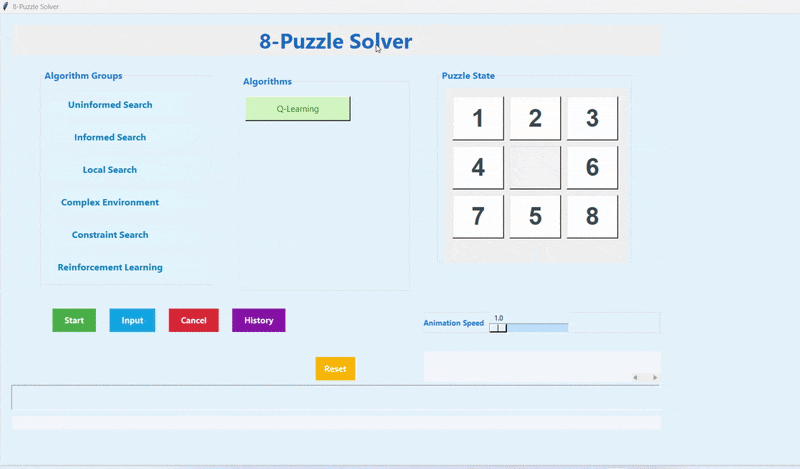 8-Puzzle Solver
8-Puzzle Solver
Algorithm Groups
Uninformed Search
Informed Search
Local Search
Complex Environment
Constraint Search
Reinforcement Learning
Algorithms
Q-Learning
Puzzle State
1 2 3
4 6
7 5 8
Start Input Cancel History
Animation Speed 1.0
Reset